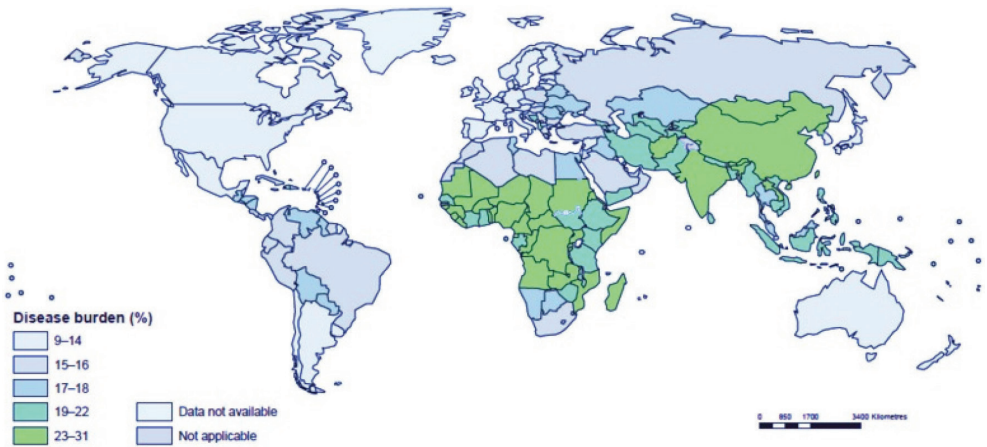 Disease burden (%)
9–14
15–16
17–18
19–22
23–31
Data not available
Not applicable
0 850 1700 3400 Kilometres